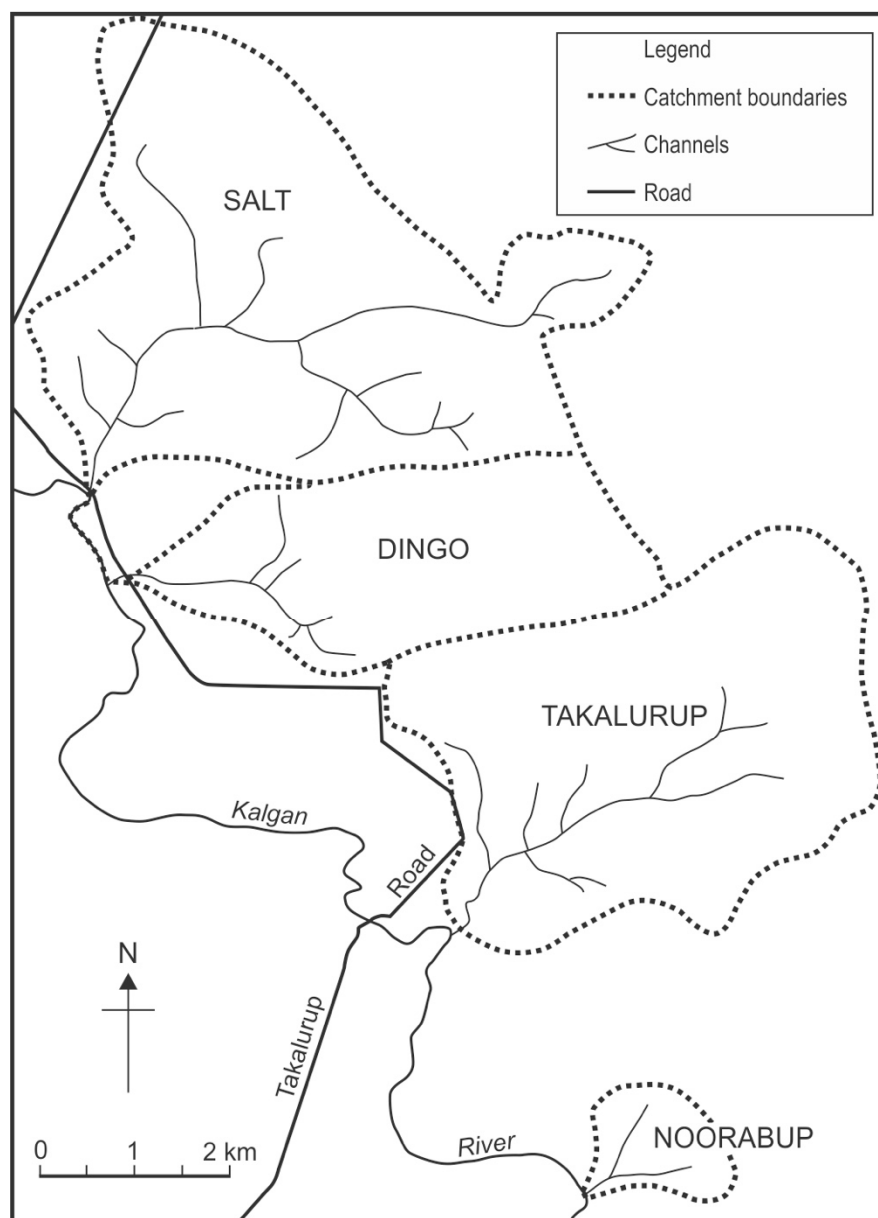 Legend
Catchment boundaries
Channels
Road
SALT
DINGO
TAKALURUP
Kalgan
Road
N
Takalurup
River
NOORABUP
0 1 2 km